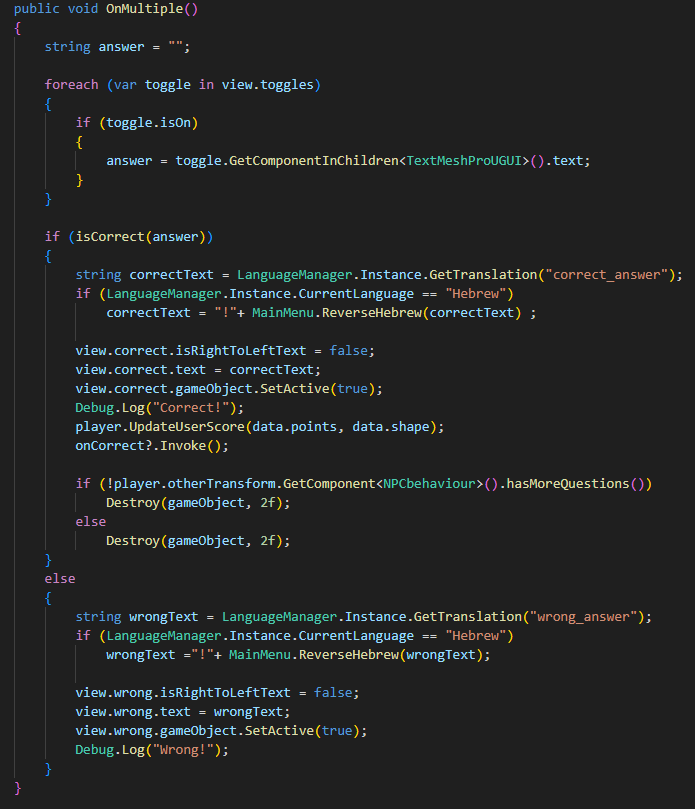 public void OnMultiple()
{
    string answer = "";

    foreach (var toggle in view.toggles)
    {
        if (toggle.isOn)
        {
            answer = toggle.GetComponentInChildren<TextMeshProUGUI>().text;
        }
    }

    if (isCorrect(answer))
    {
        string correctText = LanguageManager.Instance.GetTranslation("correct_answer");
        if (LanguageManager.Instance.CurrentLanguage == "Hebrew")
            correctText = "!"+ MainMenu.ReverseHebrew(correctText) ;

        view.correct.isRightToLeftText = false;
        view.correct.text = correctText;
        view.correct.gameObject.SetActive(true);
        Debug.Log("Correct!");
        player.UpdateUserScore(data.points, data.shape);
        onCorrect?.Invoke();

        if (!player.otherTransform.GetComponent<NPCbehaviour>().hasMoreQuestions())
            Destroy(gameObject, 2f);
        else
            Destroy(gameObject, 2f);
    }
    else
    {
        string wrongText = LanguageManager.Instance.GetTranslation("wrong_answer");
        if (LanguageManager.Instance.CurrentLanguage == "Hebrew")
            wrongText ="!"+ MainMenu.ReverseHebrew(wrongText);

        view.wrong.isRightToLeftText = false;
        view.wrong.text = wrongText;
        view.wrong.gameObject.SetActive(true);
        Debug.Log("Wrong!");
    }
}